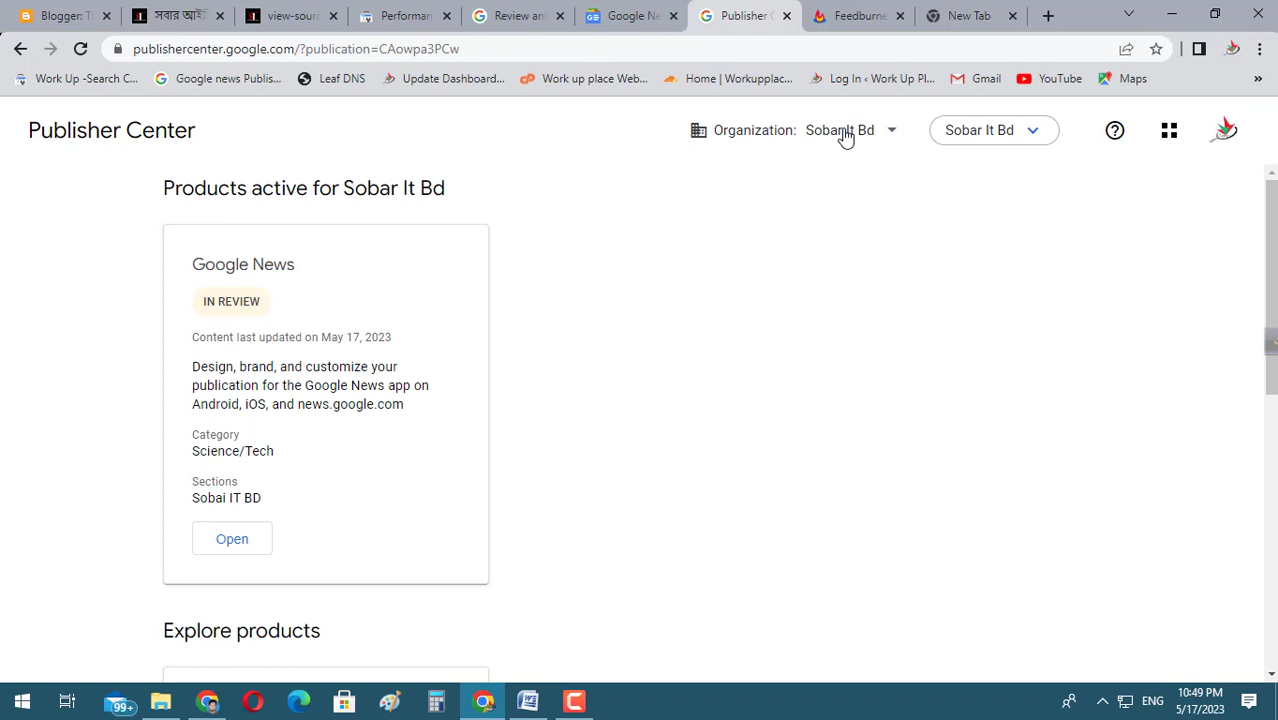 Blogger: Th
সবার আইটি
view-sourc
Performan
Review an
Google Ne
Publisher C
Feedburne
New Tab
publishercenter.google.com/?publication=CAowpa3PCw
Work Up -Search C...
Google news Publis...
Leaf DNS
Update Dashboard...
Work up place Web...
Home | Workupplac...
Log In ‹ Work Up Pl...
Gmail
YouTube
Maps
»
Publisher Center
Organization: Sobar It Bd
Sobar It Bd
Products active for Sobar It Bd
Google News
IN REVIEW
Content last updated on May 17, 2023
Design, brand, and customize your
publication for the Google News app on
Android, iOS, and news.google.com
Category
Science/Tech
Sections
Sobai IT BD
Open
Explore products
99+
ENG
10:49 PM
5/17/2023